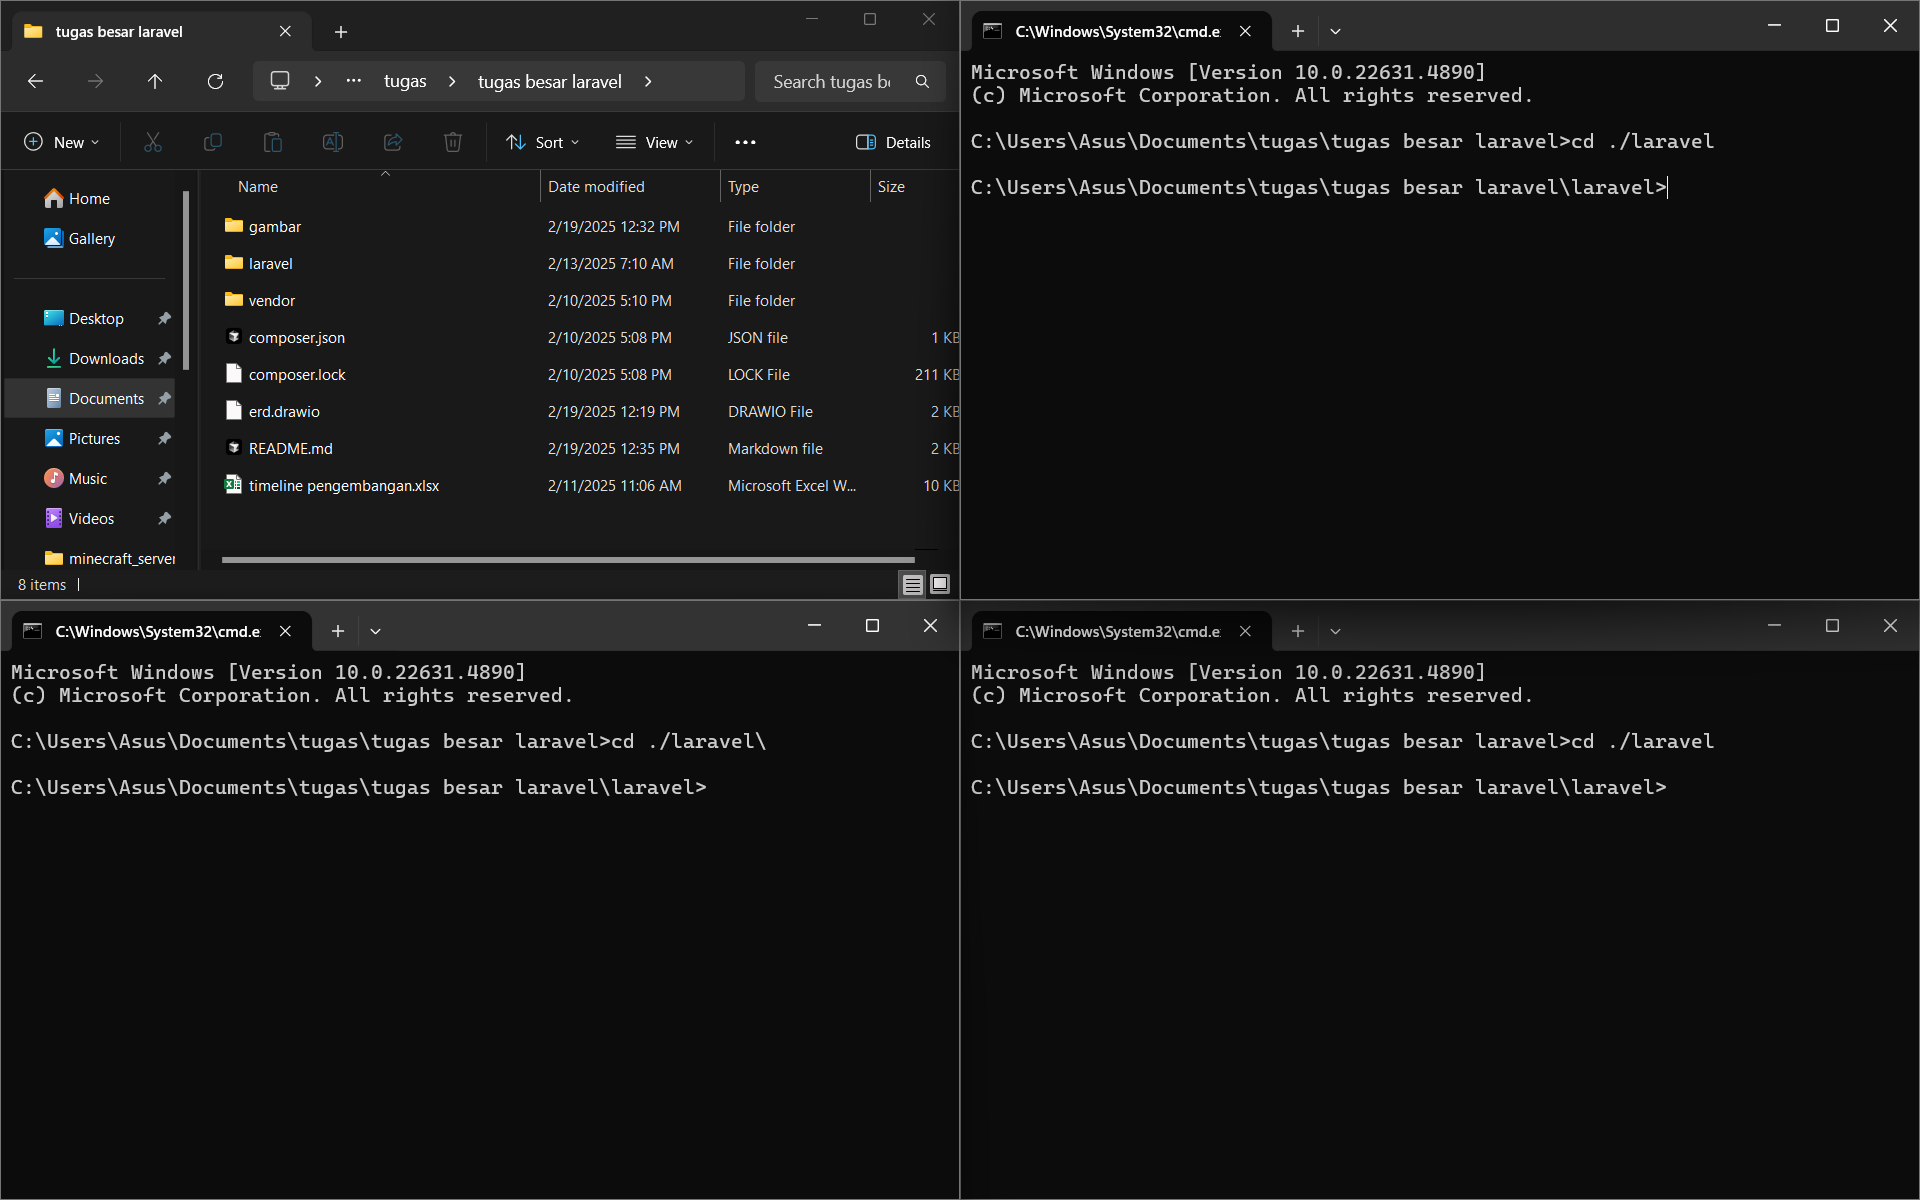 tugas besar laravel
tugas
tugas besar laravel
Search tugas be
New
Sort
View
Details
Name
Date modified
Type
Size
Home
Gallery
Desktop
Downloads
Documents
Pictures
Music
Videos
minecraft_server
gambar 2/19/2025 12:32 PM File folder
laravel 2/13/2025 7:10 AM File folder
vendor 2/10/2025 5:10 PM File folder
composer.json 2/10/2025 5:08 PM JSON file 1 KB
composer.lock 2/10/2025 5:08 PM LOCK File 211 KB
erd.drawio 2/19/2025 12:19 PM DRAWIO File 2 KB
README.md 2/19/2025 12:35 PM Markdown file 2 KB
timeline pengembangan.xlsx 2/11/2025 11:06 AM Microsoft Excel W... 10 KB
8 items
C:\Windows\System32\cmd.e
Microsoft Windows [Version 10.0.22631.4890]
(c) Microsoft Corporation. All rights reserved.
C:\Users\Asus\Documents\tugas\tugas besar laravel>cd ./laravel
C:\Users\Asus\Documents\tugas\tugas besar laravel\laravel>
C:\Windows\System32\cmd.e
Microsoft Windows [Version 10.0.22631.4890]
(c) Microsoft Corporation. All rights reserved.
C:\Users\Asus\Documents\tugas\tugas besar laravel>cd ./laravel\
C:\Users\Asus\Documents\tugas\tugas besar laravel\laravel>
C:\Windows\System32\cmd.e
Microsoft Windows [Version 10.0.22631.4890]
(c) Microsoft Corporation. All rights reserved.
C:\Users\Asus\Documents\tugas\tugas besar laravel>cd ./laravel
C:\Users\Asus\Documents\tugas\tugas besar laravel\laravel>